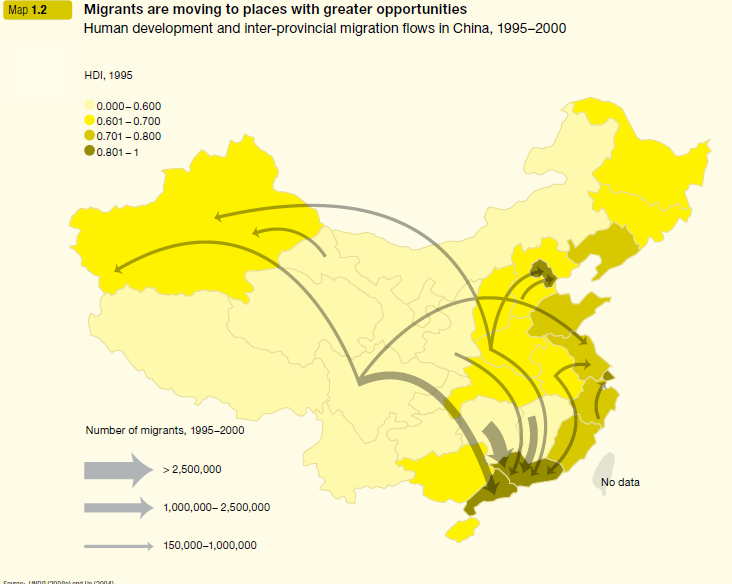 Map 1.2
Migrants are moving to places with greater opportunities
Human development and inter-provincial migration flows in China, 1995–2000
HDI, 1995
0.000–0.600
0.601–0.700
0.701–0.800
0.801–1
Number of migrants, 1995–2000
> 2,500,000
1,000,000–2,500,000
150,000–1,000,000
No data